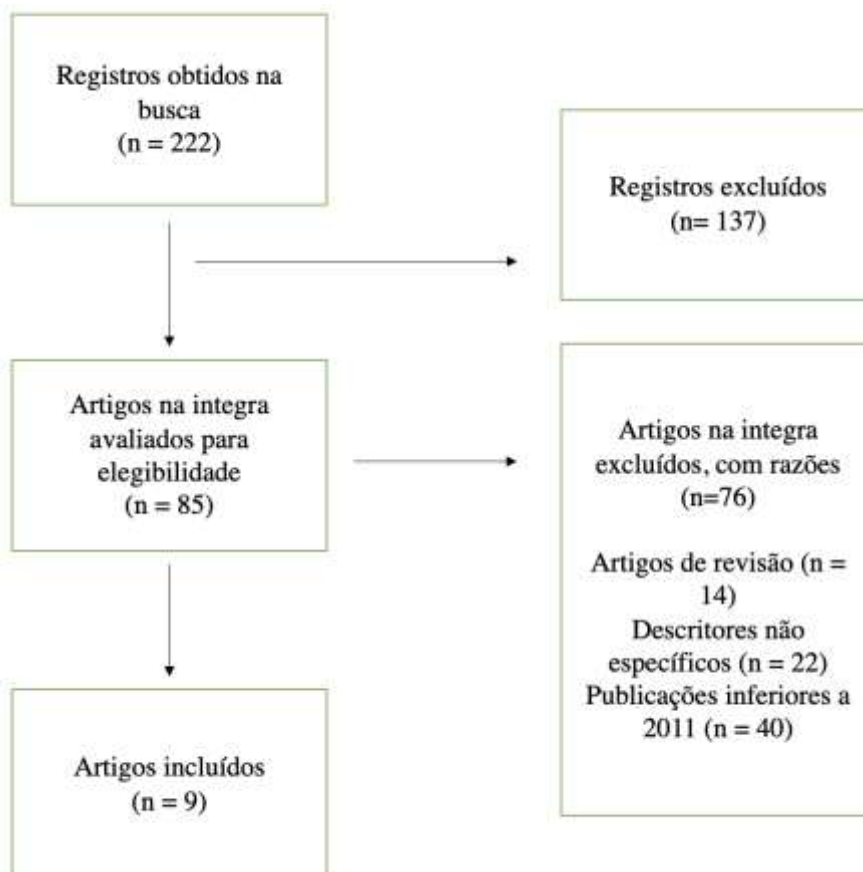 Registros obtidos na
busca
(n = 222)
Registros excluídos
(n= 137)
Artigos na integra
avaliados para
elegibilidade
(n = 85)
Artigos na integra
excluídos, com razões
(n=76)
Artigos de revisão (n =
14)
Descritores não
específicos (n = 22)
Publicações inferiores a
2011 (n = 40)
Artigos incluídos
(n = 9)